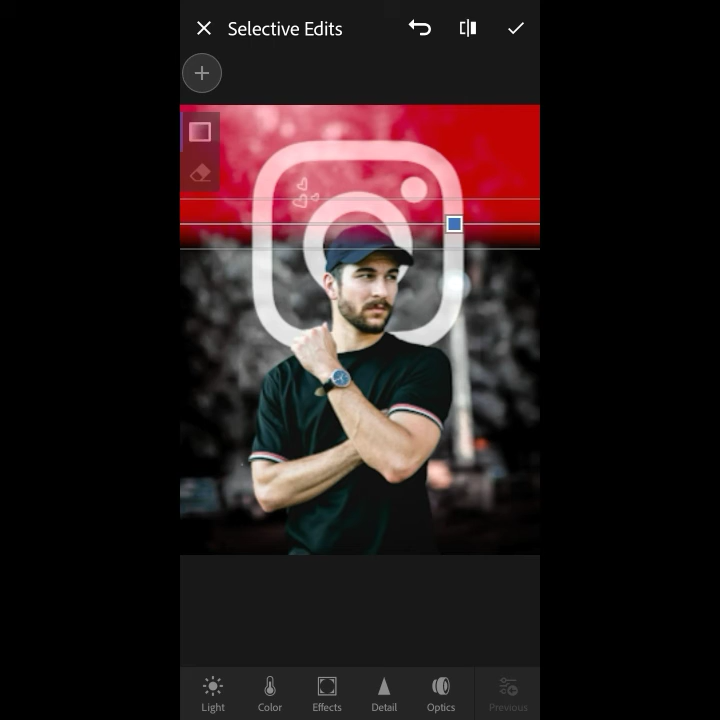 Selective Edits
Light
Color
Effects
Detail
Optics
Previous